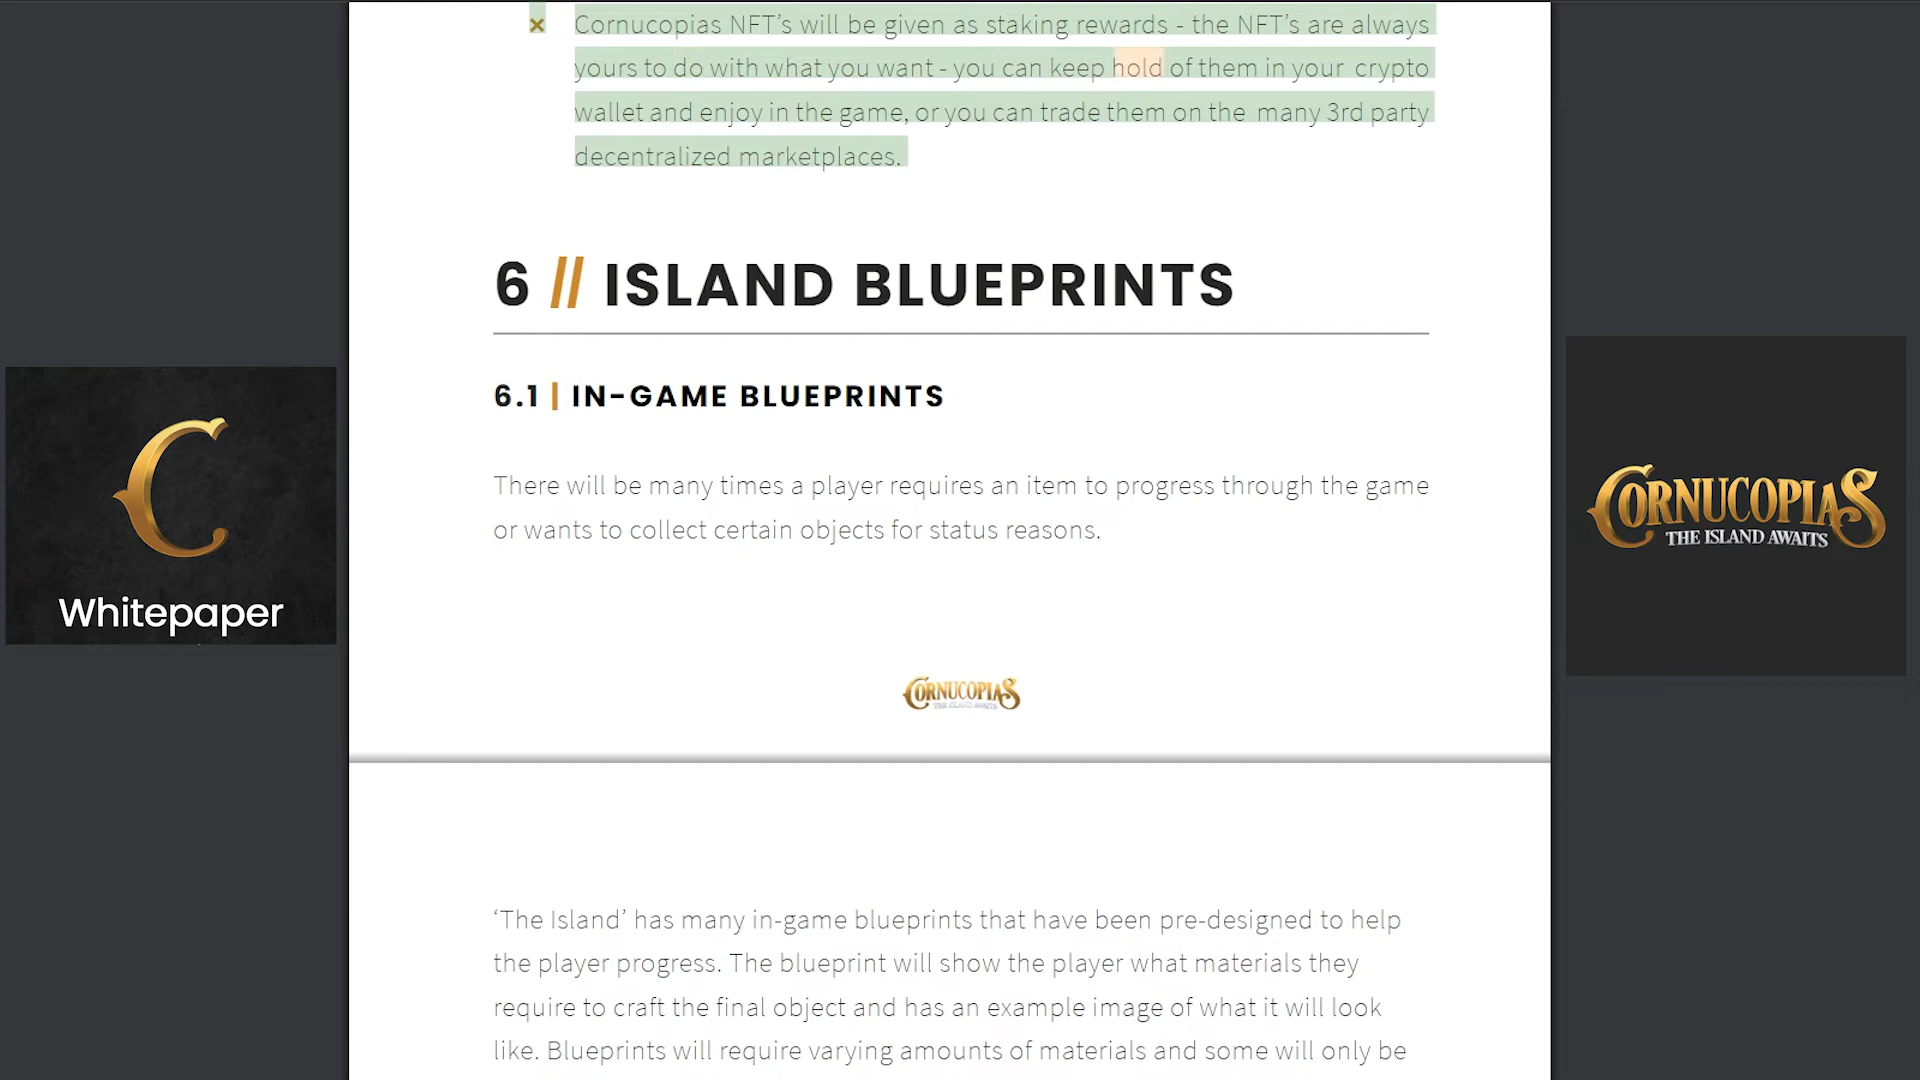 Cornucopias NFT’s will be given as staking rewards - the NFT’s are always
yours to do with what you want - you can keep hold of them in your crypto
wallet and enjoy in the game, or you can trade them on the many 3rd party
decentralized marketplaces.
6 // ISLAND BLUEPRINTS
6.1 | IN-GAME BLUEPRINTS
There will be many times a player requires an item to progress through the game
or wants to collect certain objects for status reasons.
CORNUCOPIAS
THE ISLAND AWAITS
‘The Island’ has many in-game blueprints that have been pre-designed to help
the player progress. The blueprint will show the player what materials they
require to craft the final object and has an example image of what it will look
like. Blueprints will require varying amounts of materials and some will only be
C
Whitepaper
CORNUCOPIAS
THE ISLAND AWAITS